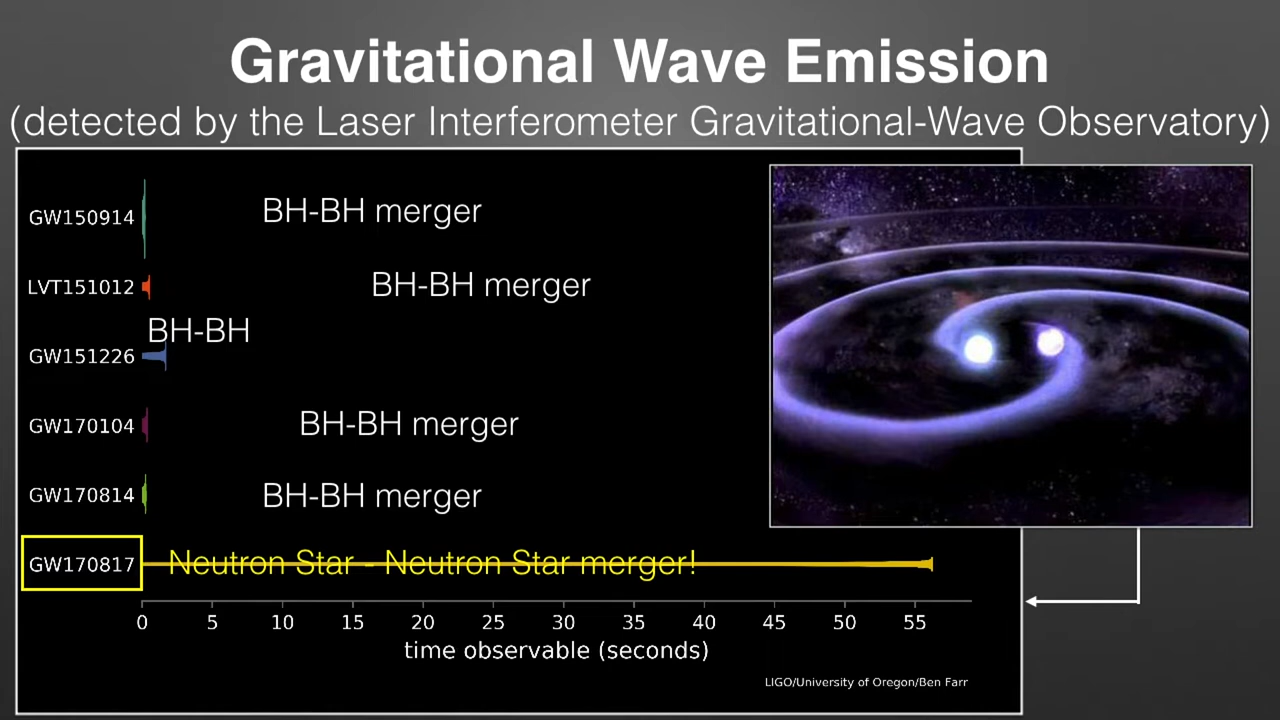 Gravitational Wave Emission
(detected by the Laser Interferometer Gravitational-Wave Observatory)
GW150914 BH-BH merger
LVT151012 BH-BH merger
BH-BH
GW151226
GW170104 BH-BH merger
GW170814 BH-BH merger
GW170817 Neutron Star - Neutron Star merger!
0 5 10 15 20 25 30 35 40 45 50 55
time observable (seconds)
LIGO/University of Oregon/Ben Farr